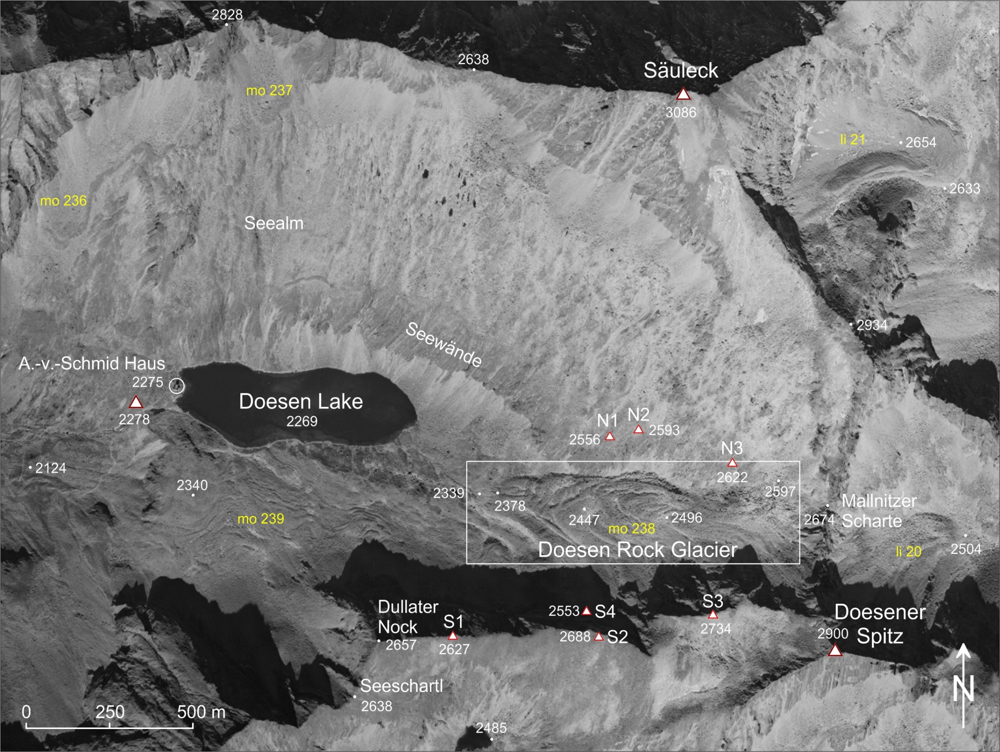 2828
2638
Säuleck
3086
mo 237
li 21
2654
2633
mo 236
Seealm
2934
Seewände
A.-v.-Schmid Haus
2275
2278
Doesen Lake
2269
N1
2556
N2
2593
N3
2622
2597
2124
2340
2339
2378
2447
2496
mo 238
mo 239
Doesen Rock Glacier
Mallnitzer
Scharte
2674
li 20
2504
Dullater
Nock
2657
S1
2627
2553
S4
2688
S2
S3
2734
Doesener
Spitz
2900
Seeschartl
2638
2485
0 250 500 m
N